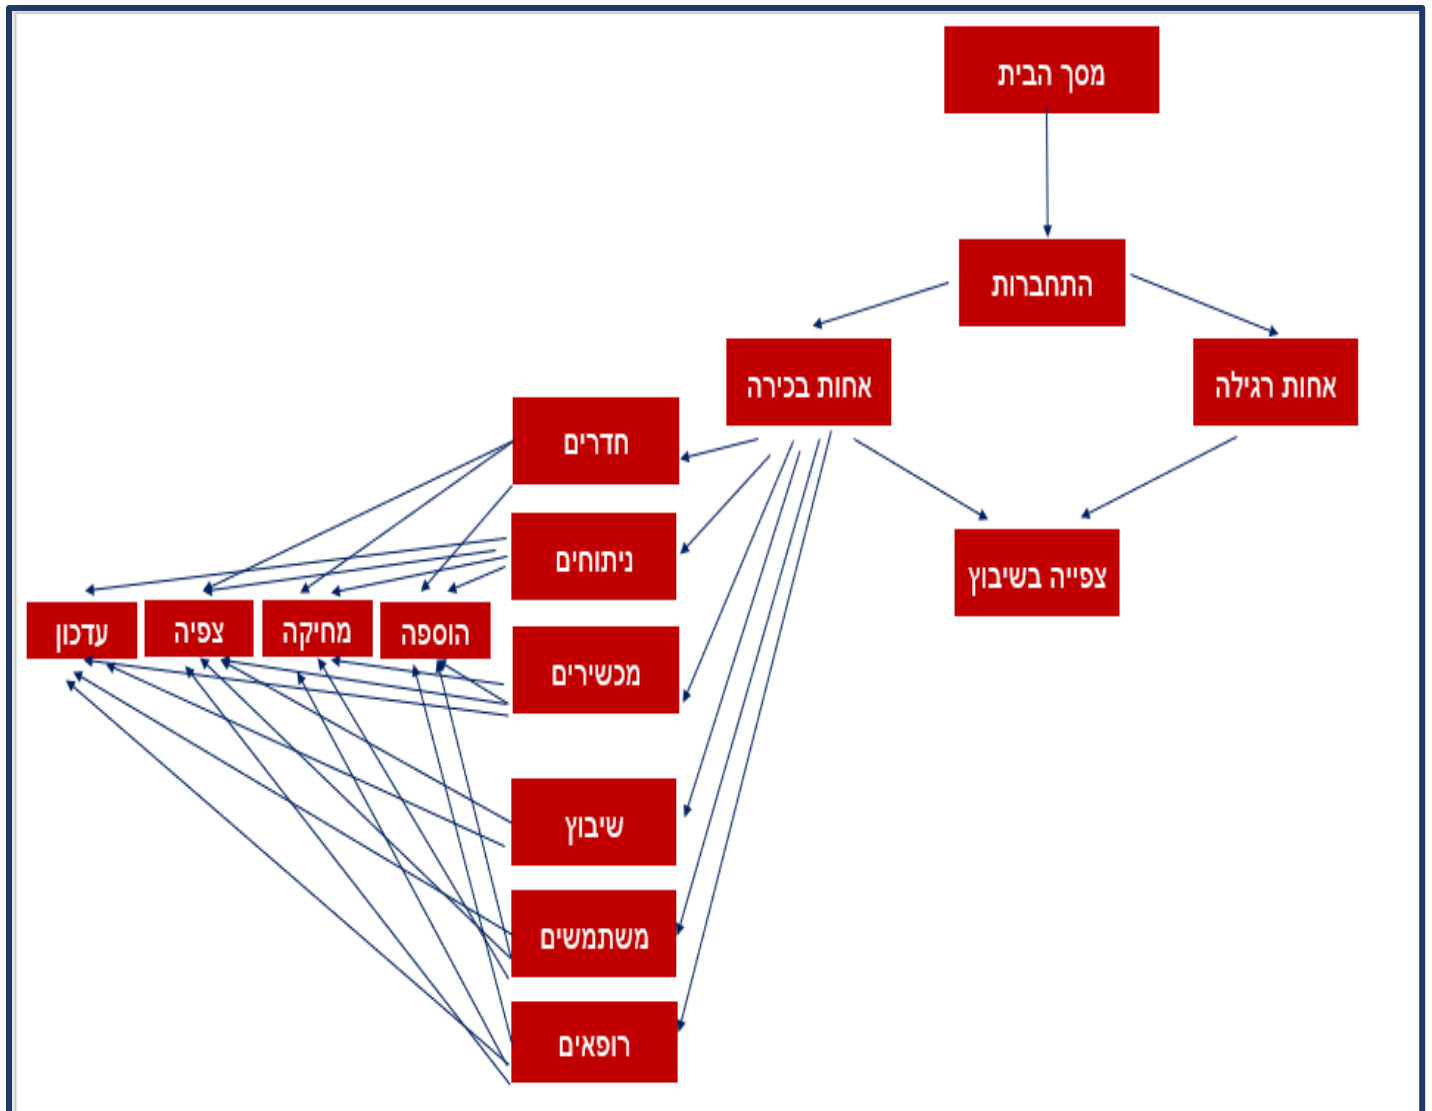 מסך הבית
התחברות
אחות רגילה
אחות בכירה
צפייה בשיבוץ
חדרים
ניתוחים
מכשירים
שיבוץ
משתמשים
רופאים
הוספה
מחיקה
צפיה
עדכון